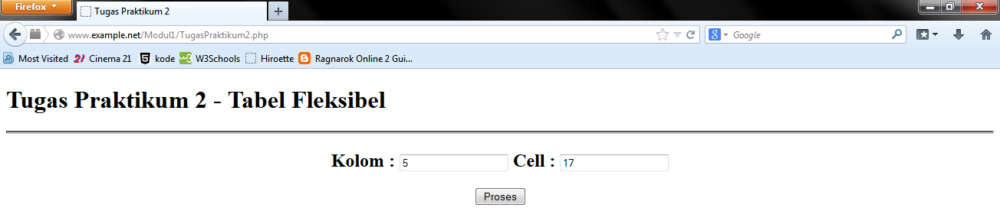 Firefox
Tugas Praktikum 2
www.example.net/Modul1/TugasPraktikum2.php
Google
Most Visited Cinema 21 kode W3Schools Hiroette Ragnarok Online 2 Gui...
Tugas Praktikum 2 - Tabel Fleksibel
Kolom : 5 Cell : 17
Proses